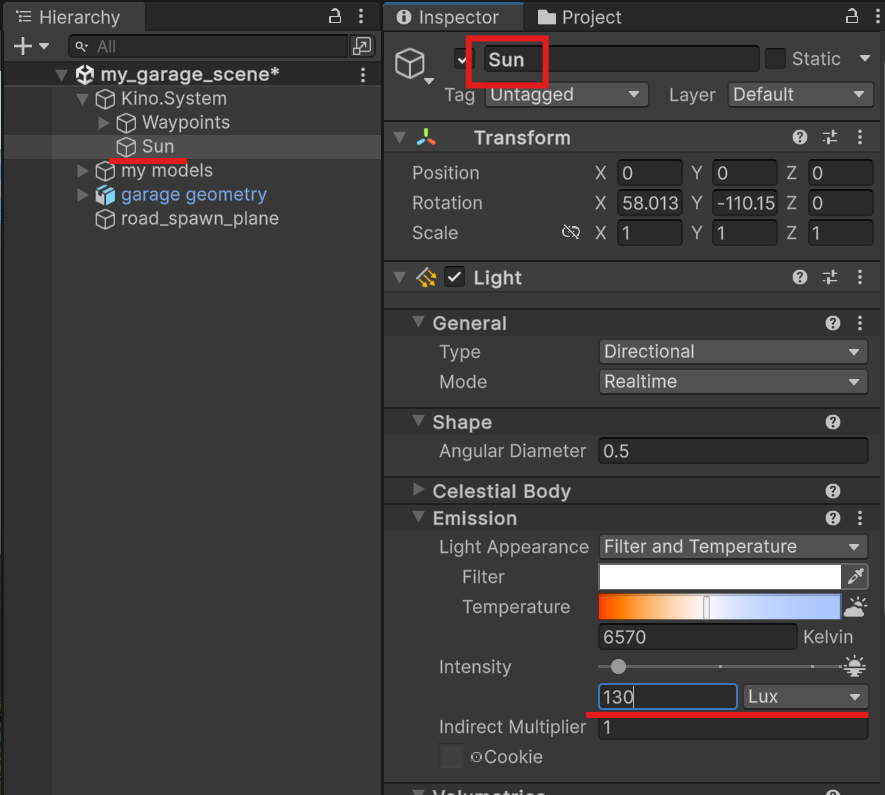 Hierarchy
All
my_garage_scene*
Kino.System
Waypoints
Sun
my models
garage geometry
road_spawn_plane
Inspector Project
Sun Static
Tag Untagged Layer Default
Transform
Position X 0 Y 0 Z 0
Rotation X 58.013 Y -110.15 Z 0
Scale X 1 Y 1 Z 1
Light
General
Type Directional
Mode Realtime
Shape
Angular Diameter 0.5
Celestial Body
Emission
Light Appearance Filter and Temperature
Filter
Temperature
6570 Kelvin
Intensity
130 Lux
Indirect Multiplier 1
Cookie
Volumetrics